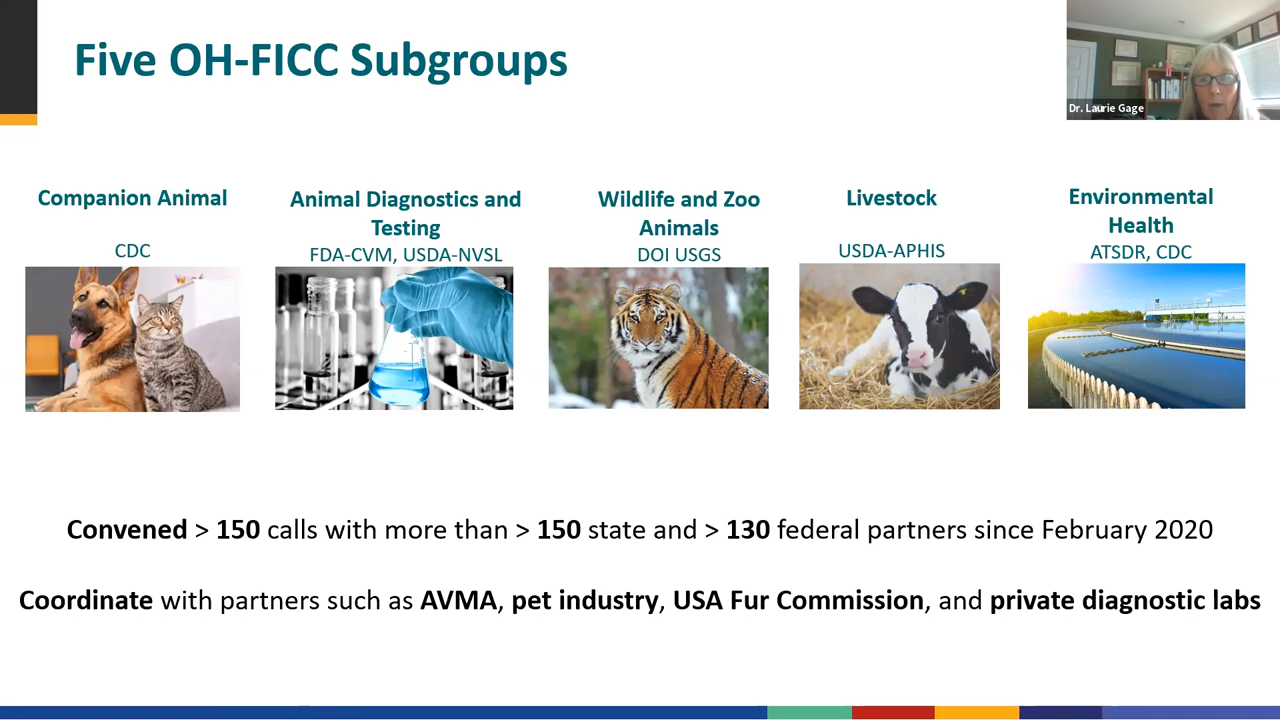 Five OH-FICC Subgroups
Dr. Laurie Gage
Companion Animal
CDC
Animal Diagnostics and
Testing
FDA-CVM, USDA-NVSL
Wildlife and Zoo
Animals
DOI USGS
Livestock
USDA-APHIS
Environmental
Health
ATSDR, CDC
Convened > 150 calls with more than > 150 state and > 130 federal partners since February 2020
Coordinate with partners such as AVMA, pet industry, USA Fur Commission, and private diagnostic labs